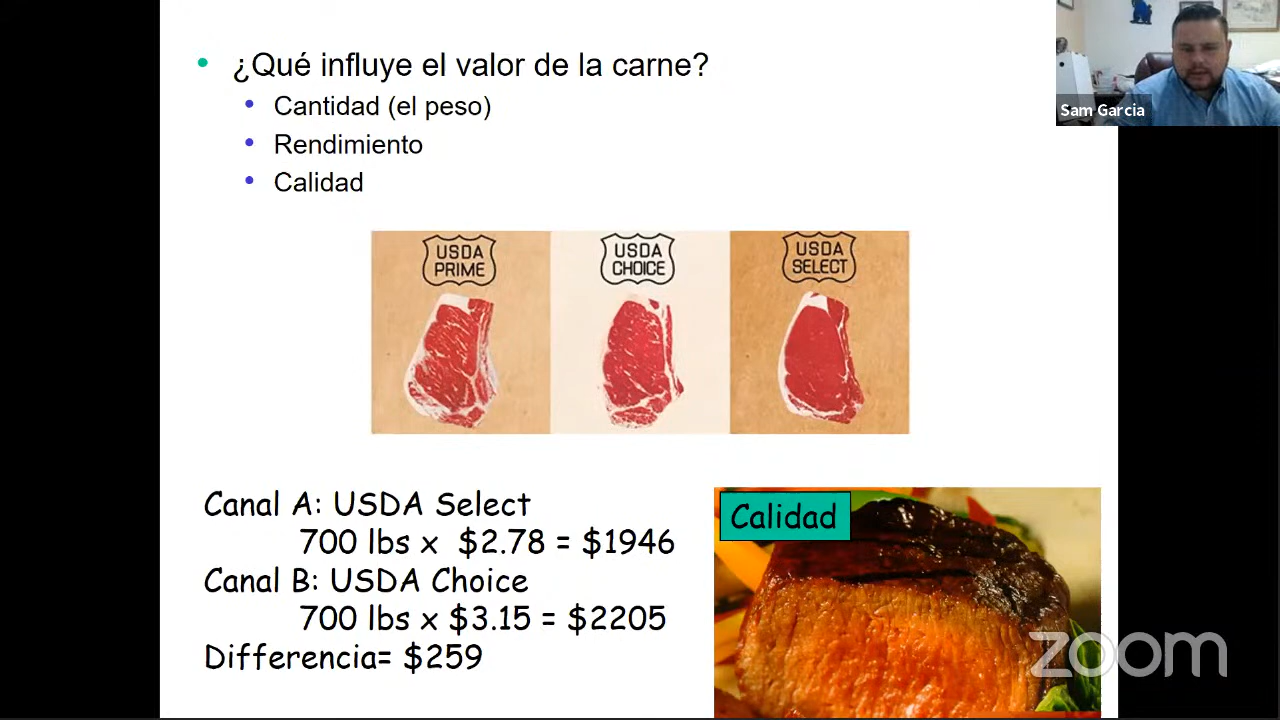 ¿Qué influye el valor de la carne?
Cantidad (el peso)
Rendimiento
Calidad
USDA
PRIME
USDA
CHOICE
USDA
SELECT
Canal A: USDA Select
700 lbs x $2.78 = $1946
Canal B: USDA Choice
700 lbs x $3.15 = $2205
Differencia= $259
Calidad
Sam Garcia
zoom